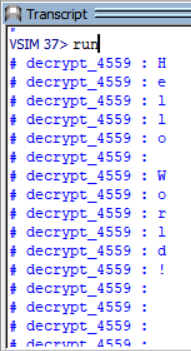 Transcript
VSIM 37> run
# decrypt_4559 : H
# decrypt_4559 : e
# decrypt_4559 : l
# decrypt_4559 : l
# decrypt_4559 : o
# decrypt_4559 :
# decrypt_4559 : W
# decrypt_4559 : o
# decrypt_4559 : r
# decrypt_4559 : l
# decrypt_4559 : d
# decrypt_4559 : !
# decrypt_4559 :
# decrypt_4559 :
# decrypt_4559 :
# decrypt_4559 :